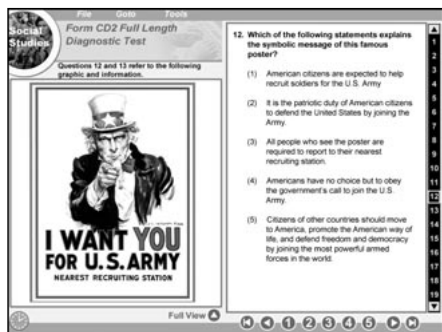 File Goto Tools
Social
Studies
Form CD2 Full Length
Diagnostic Test
Questions 12 and 13 refer to the following
graphic and information.
I WANT YOU
FOR U.S. ARMY
NEAREST RECRUITING STATION
Full View
12. Which of the following statements explains
the symbolic message of this famous
poster?
(1) American citizens are expected to help
recruit soldiers for the U.S. Army
(2) It is the patriotic duty of American citizens
to defend the United States by joining the
Army.
(3) All people who see the poster are
required to report to their nearest
recruiting station.
(4) Americans have no choice but to obey
the government's call to join the U.S.
Army.
(5) Citizens of other countries should move
to America, promote the American way of
life, and defend freedom and democracy
by joining the most powerful armed
forces in the world.
1
2
3
4
5
6
7
8
9
10
11
12
13
14
15
16
17
18
19
1 2 3 4 5